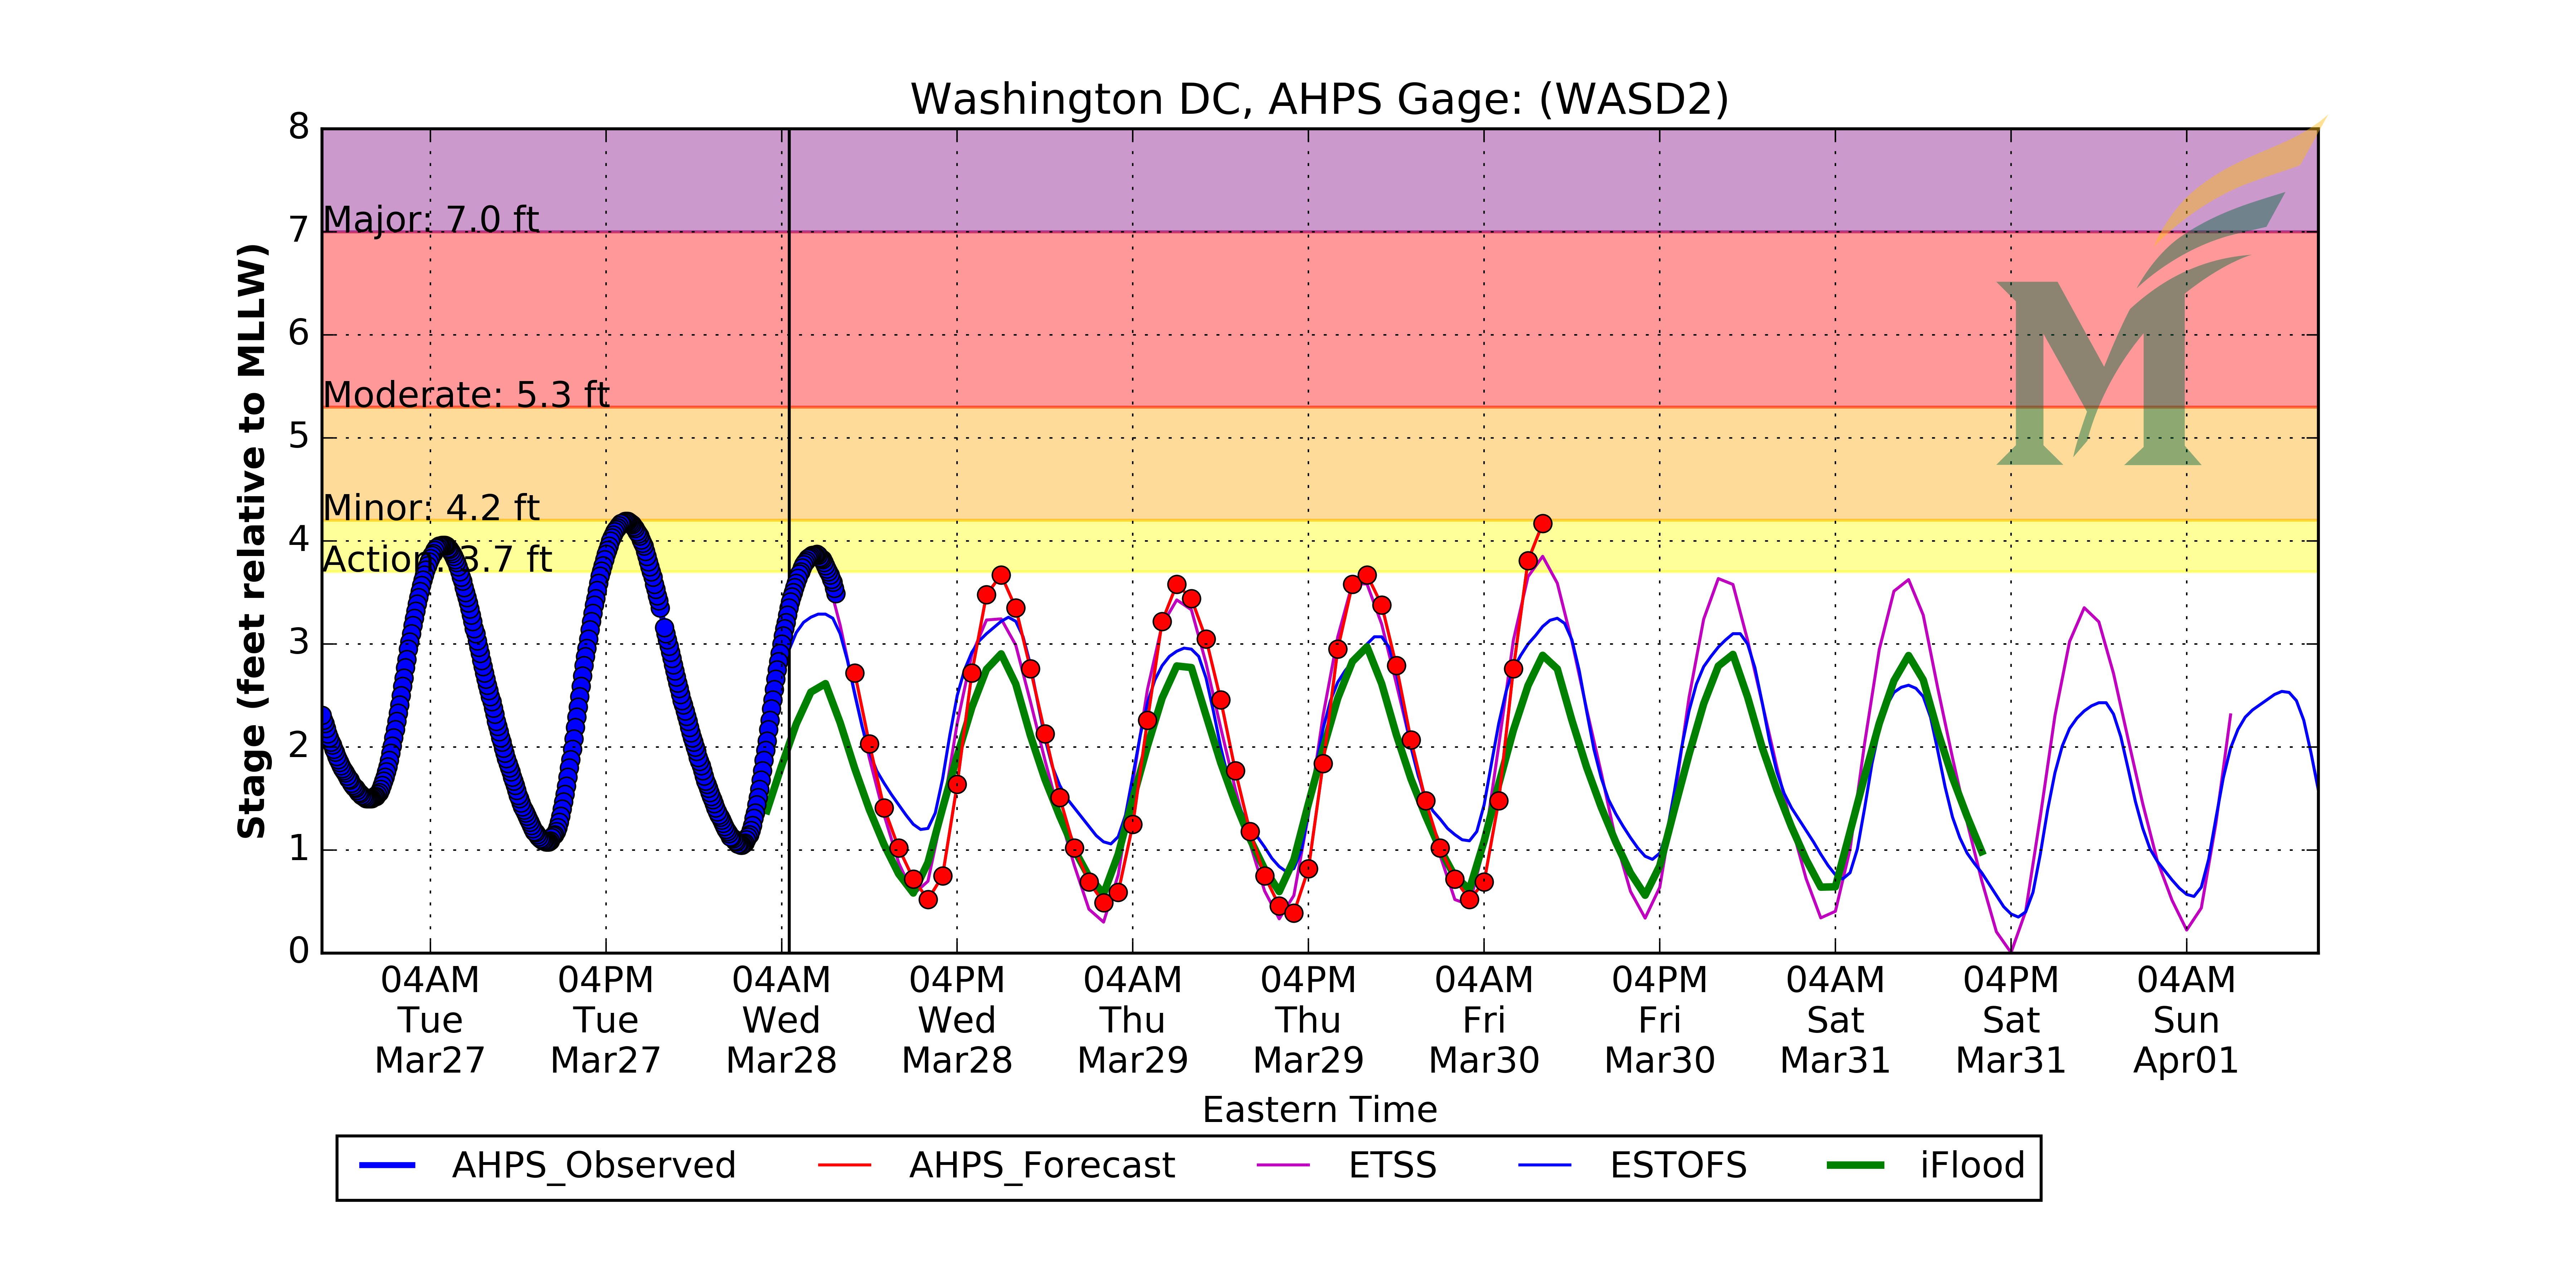 Washington DC, AHPS Gage: (WASD2)
Stage (feet relative to MLLW)
8
7
6
5
4
3
2
1
0
Major: 7.0 ft
Moderate: 5.3 ft
Minor: 4.2 ft
Action: 3.7 ft
M
04AM 04PM 04AM 04PM 04AM 04PM 04AM 04PM 04AM 04PM 04AM
Tue Tue Wed Wed Thu Thu Fri Fri Sat Sat Sun
Mar27 Mar27 Mar28 Mar28 Mar29 Mar29 Mar30 Mar30 Mar31 Mar31 Apr01
Eastern Time
AHPS_Observed AHPS_Forecast ETSS ESTOFS iFlood